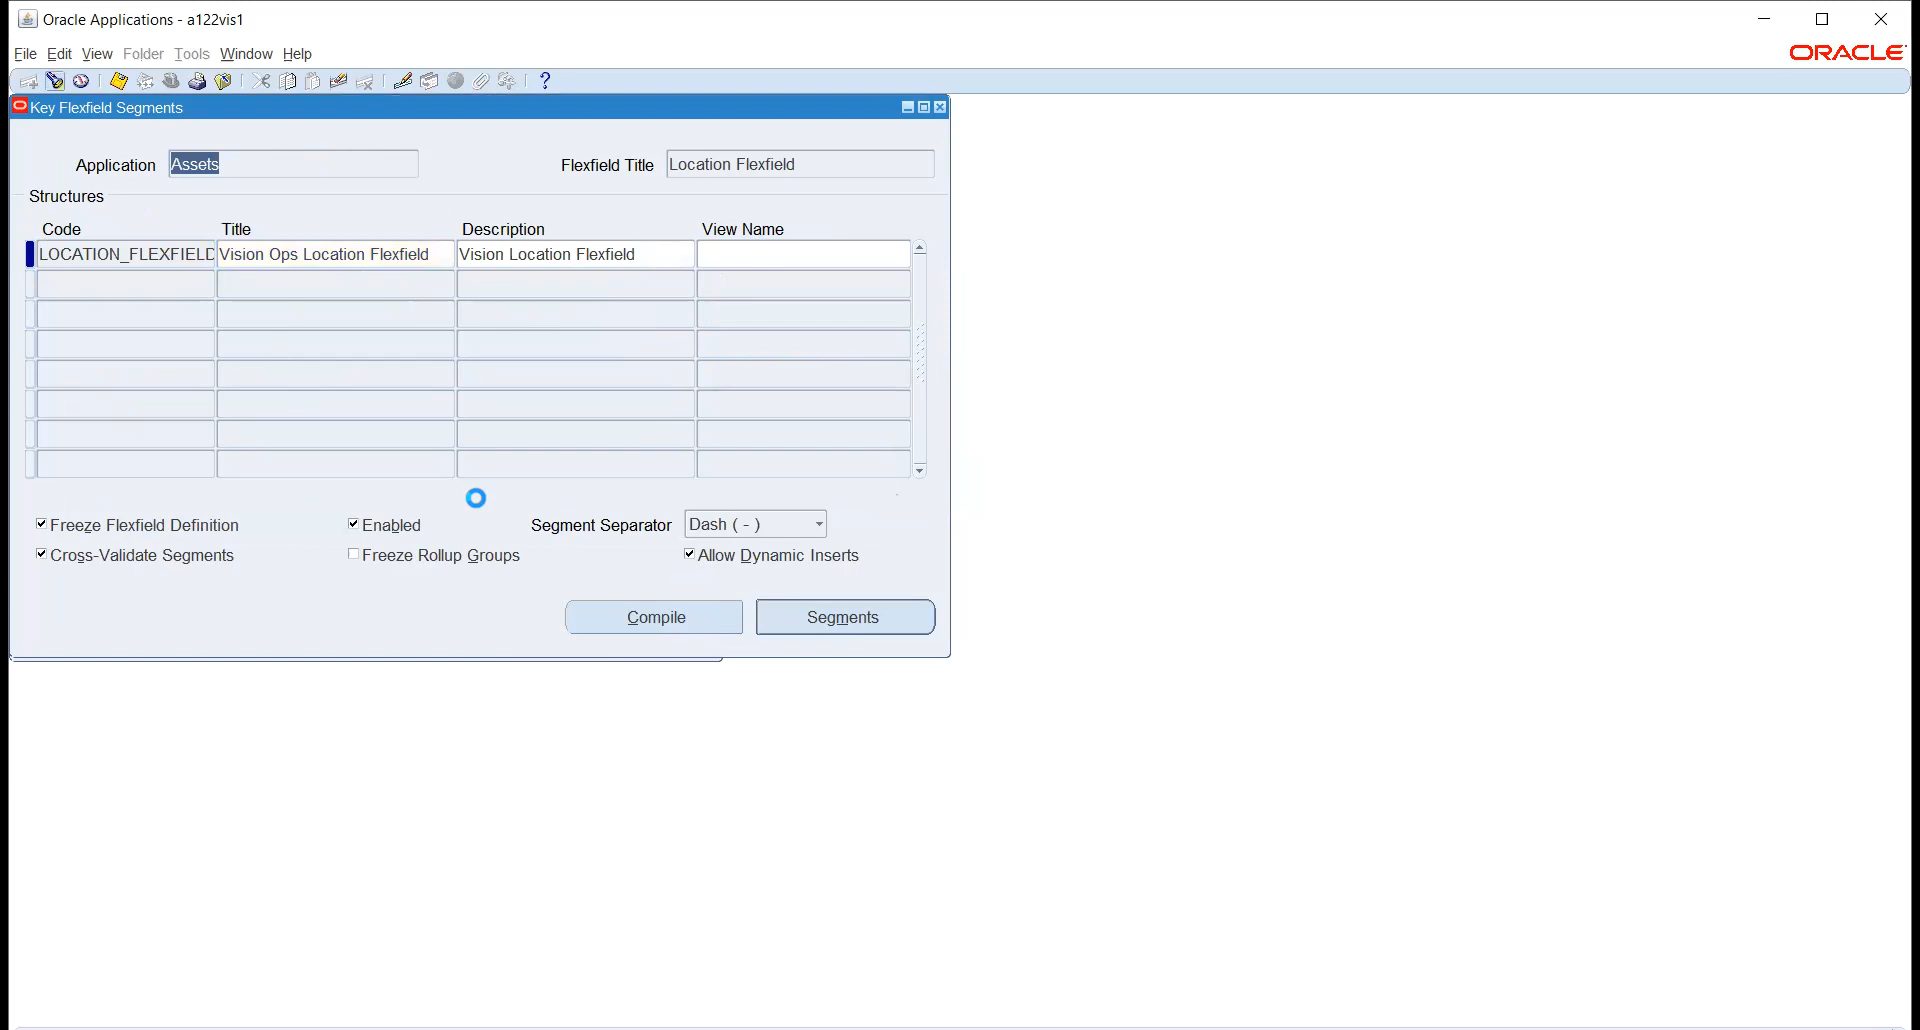 Oracle Applications - a122vis1
File Edit View Folder Tools Window Help
ORACLE
Key Flexfield Segments
Application Assets Flexfield Title Location Flexfield
Structures
Code Title Description View Name
LOCATION_FLEXFIELD Vision Ops Location Flexfield Vision Location Flexfield
Freeze Flexfield Definition Enabled Segment Separator Dash ( - )
Cross-Validate Segments Freeze Rollup Groups Allow Dynamic Inserts
Compile Segments